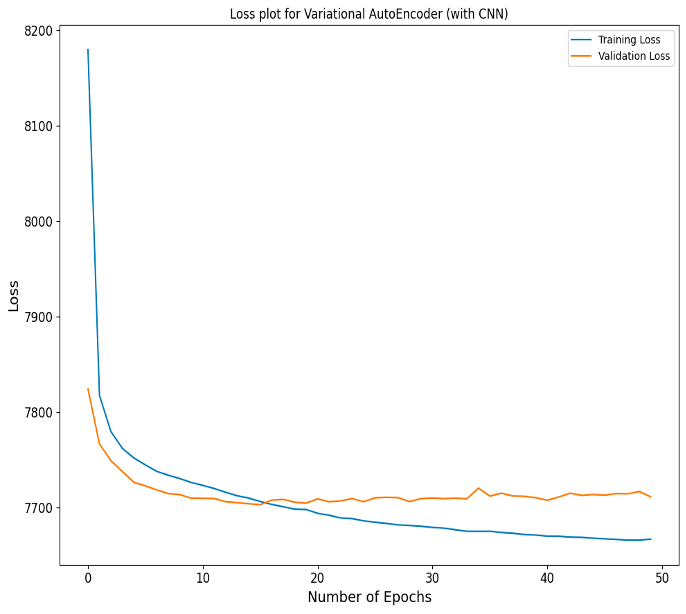 Loss plot for Variational AutoEncoder (with CNN)
8200
8100
8000
7900
7800
7700
Loss
Training Loss
Validation Loss
0 10 20 30 40 50
Number of Epochs